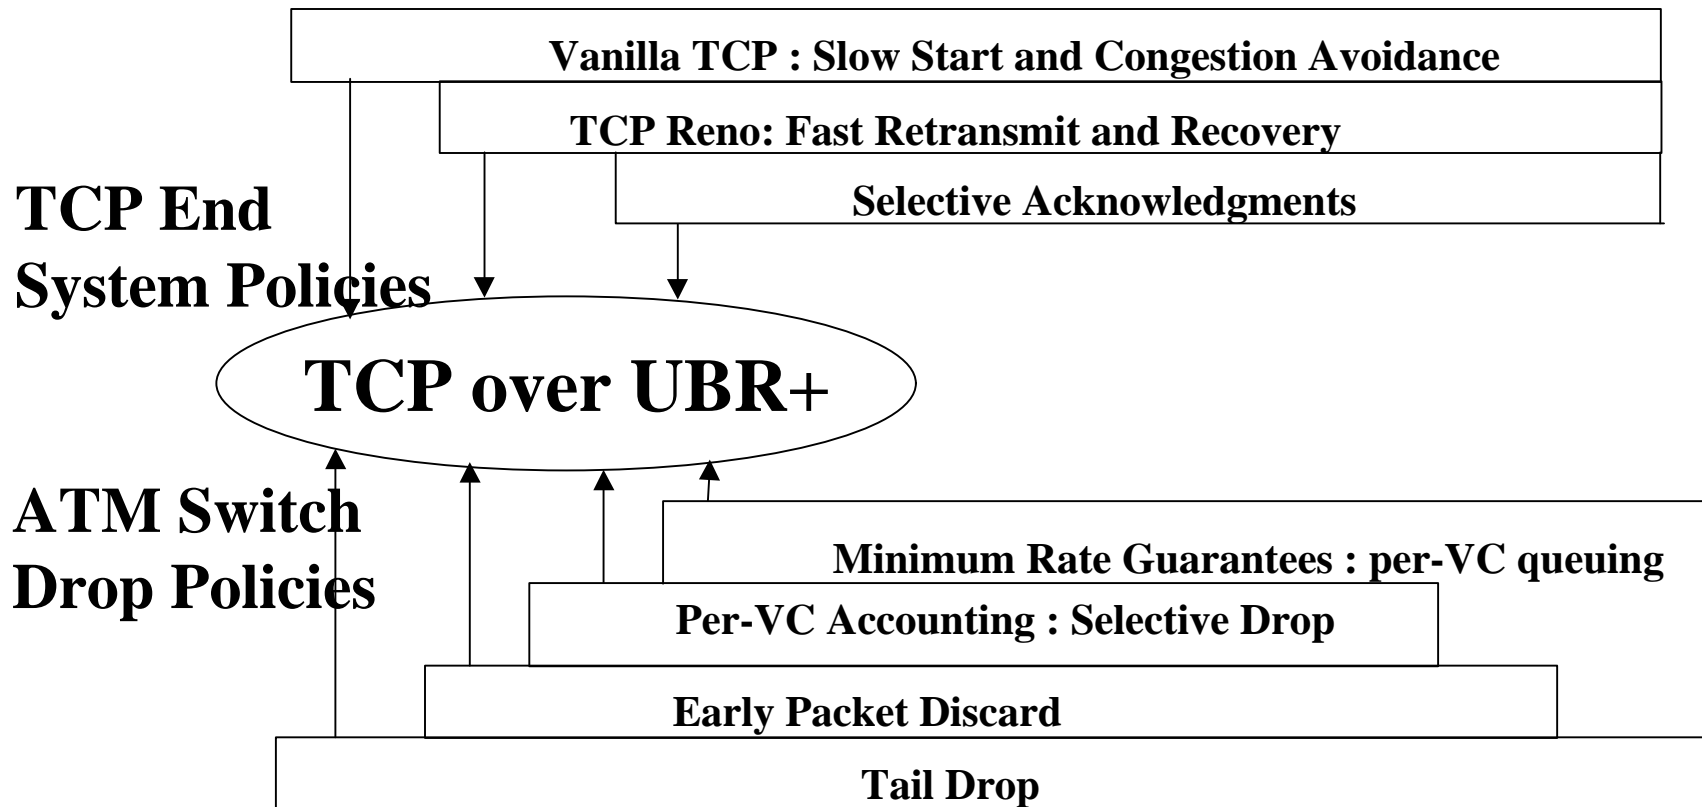 Vanilla TCP : Slow Start and Congestion Avoidance
TCP Reno: Fast Retransmit and Recovery
Selective Acknowledgments
TCP End
System Policies
TCP over UBR+
ATM Switch
Drop Policies
Minimum Rate Guarantees : per-VC queuing
Per-VC Accounting : Selective Drop
Early Packet Discard
Tail Drop